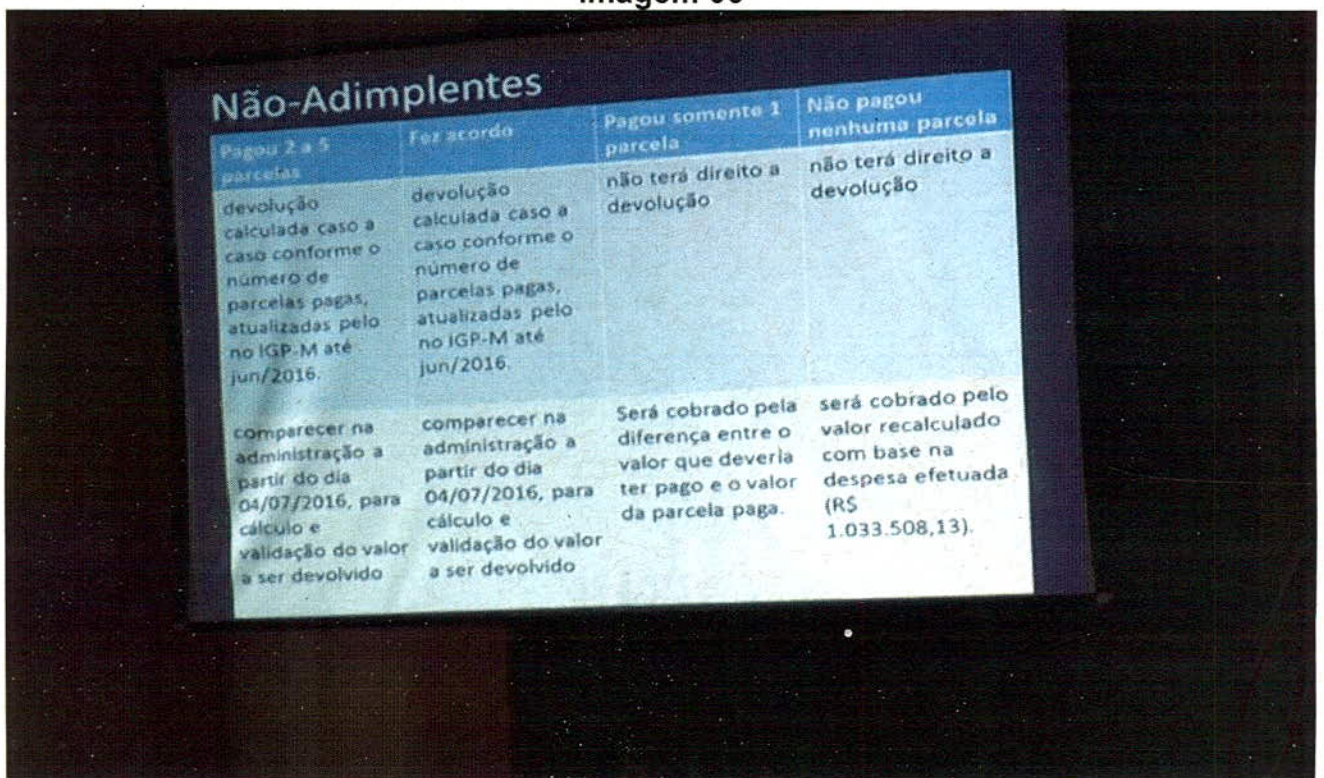 Não-Adimplentes
Pagou 2 a 5
parcelas
Fez acordo
Pagou somente 1
parcela
Não pagou
nenhuma parcela
devolução
calculada caso a
caso conforme o
número de
parcelas pagas,
atualizadas pelo
no IGP-M até
jun/2016.
devolução
calculada caso a
caso conforme o
número de
parcelas pagas,
atualizadas pelo
no IGP-M até
jun/2016.
não terá direito a
devolução
não terá direito a
devolução
comparecer na
administração a
partir do dia
04/07/2016, para
cálculo e
validação do valor
a ser devolvido
comparecer na
administração a
partir do dia
04/07/2016, para
cálculo e
validação do valor
a ser devolvido
Será cobrado pela
diferença entre o
valor que deveria
ter pago e o valor
da parcela paga.
será cobrado pelo
valor recalculado
com base na
despesa efetuada
(R$
1.033.508,13).